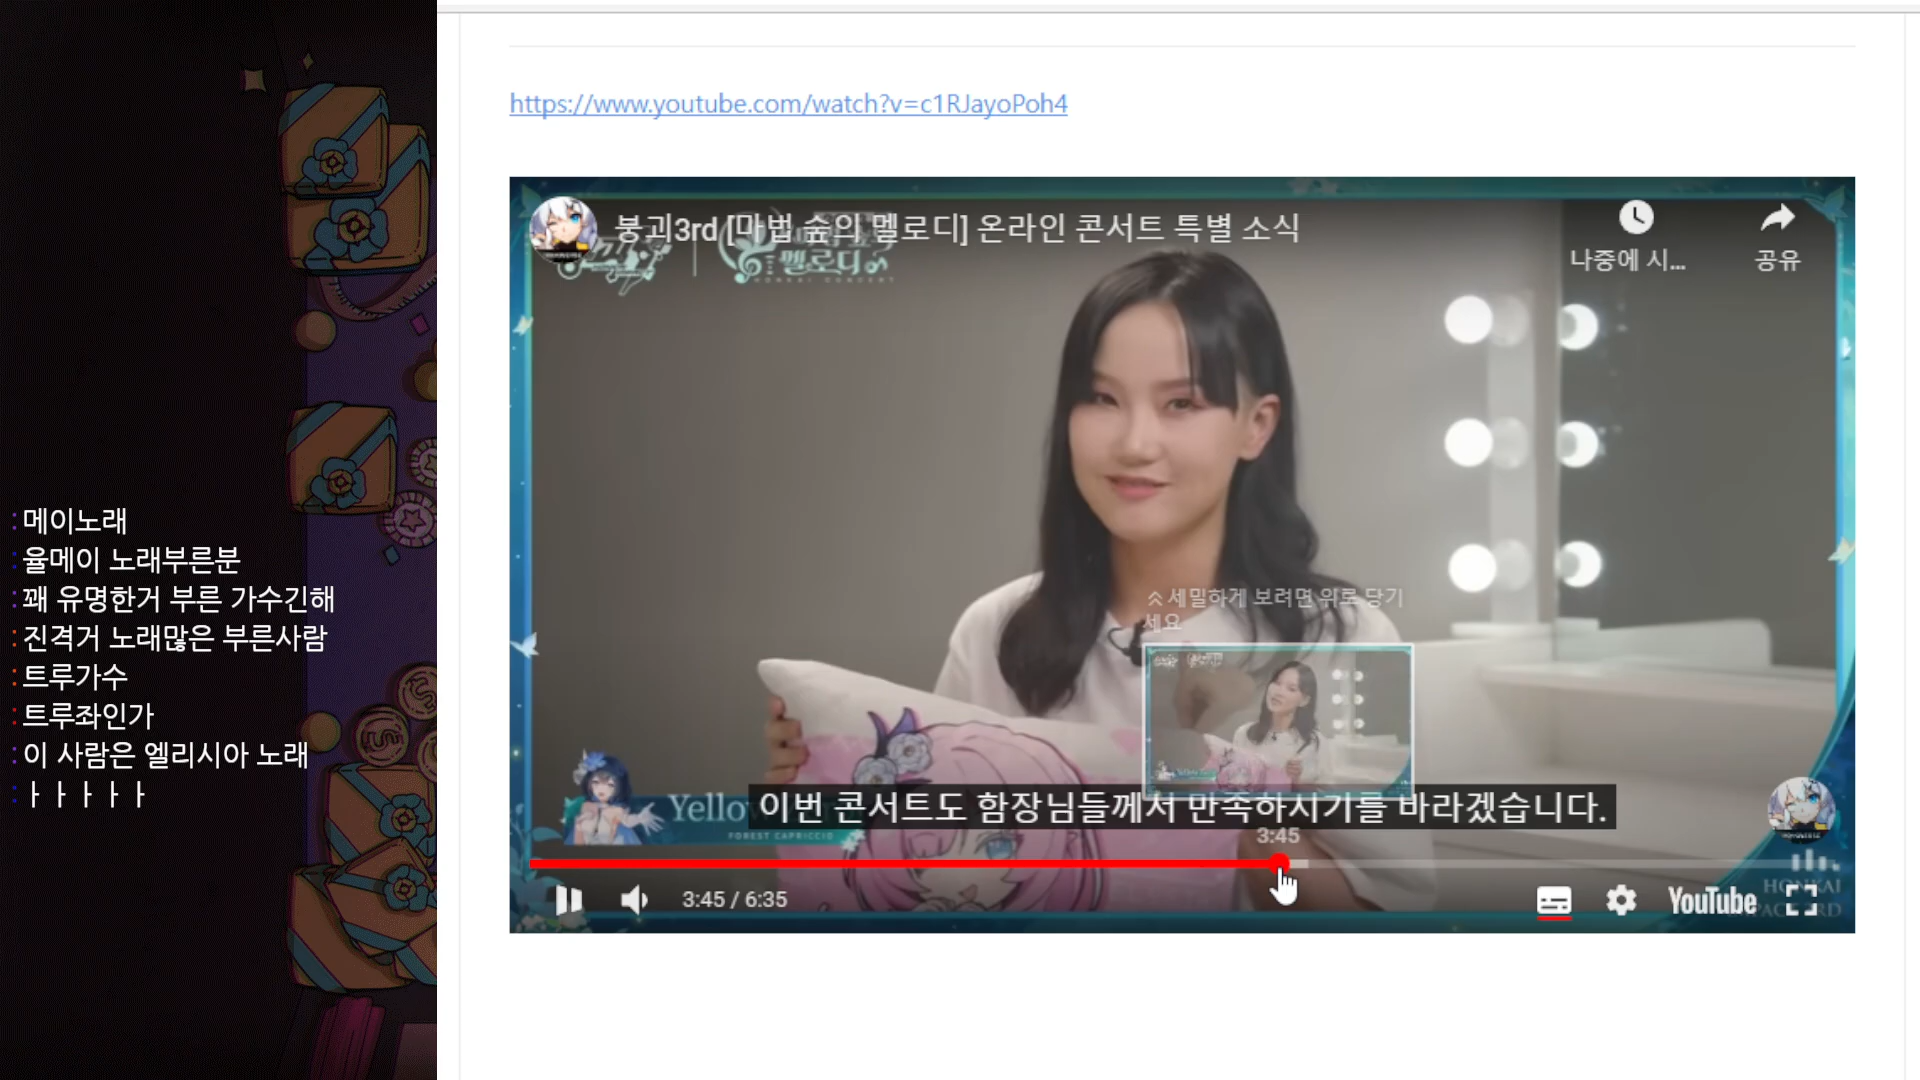 https://www.youtube.com/watch?v=c1RJayoPoh4
붕괴3rd [마법 숲의 멜로디] 온라인 콘서트 특별 소식
나중에 시...
공유
멜로디
HONKAI CONCERT
메이노래
율메이 노래부른분
꽤 유명한거 부른 가수긴해
진격거 노래많은 부른사람
트루가수
트루좌인가
이 사람은 엘리시아 노래
ㅏㅏㅏㅏㅏ
세밀하게 보려면 위로 당기
세요
Yellow
FOREST CAPRICCIO
이번 콘서트도 함장님들께서 만족하시기를 바라겠습니다.
3:45
3:45 / 6:35
YouTube
HONKAI